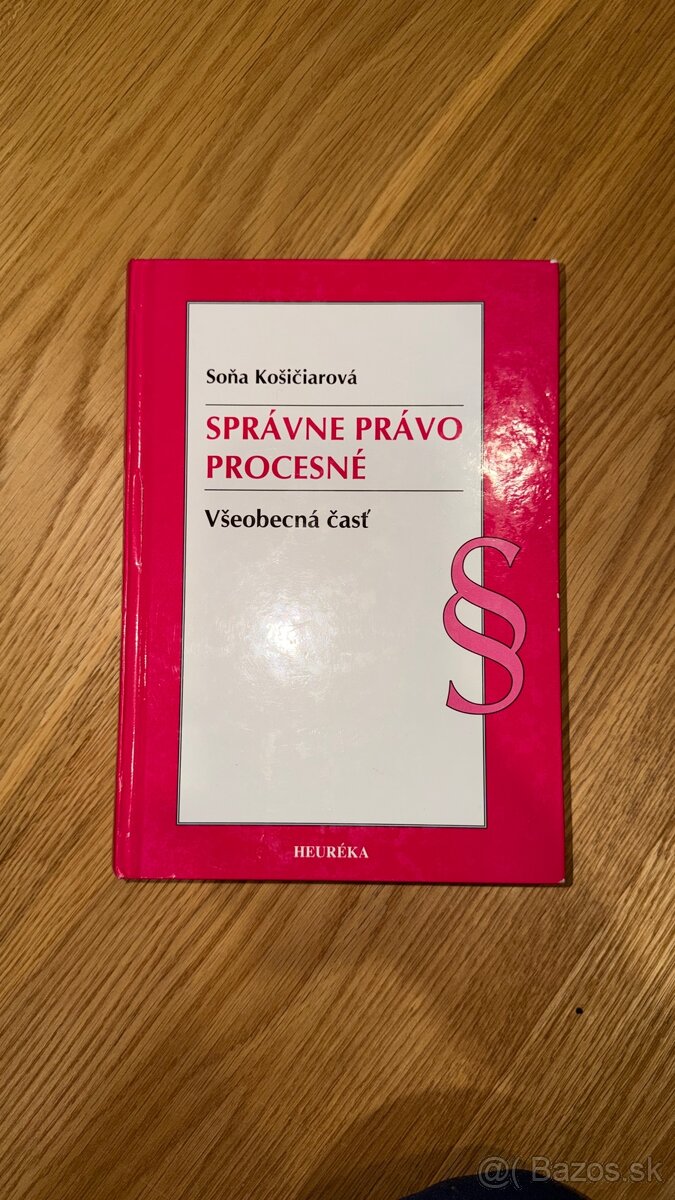 Soňa Košičiarová
SPRÁVNE PRÁVO
PROCESNÉ
Všeobecná časť
§
HEURÉKA
@( Bazos.sk